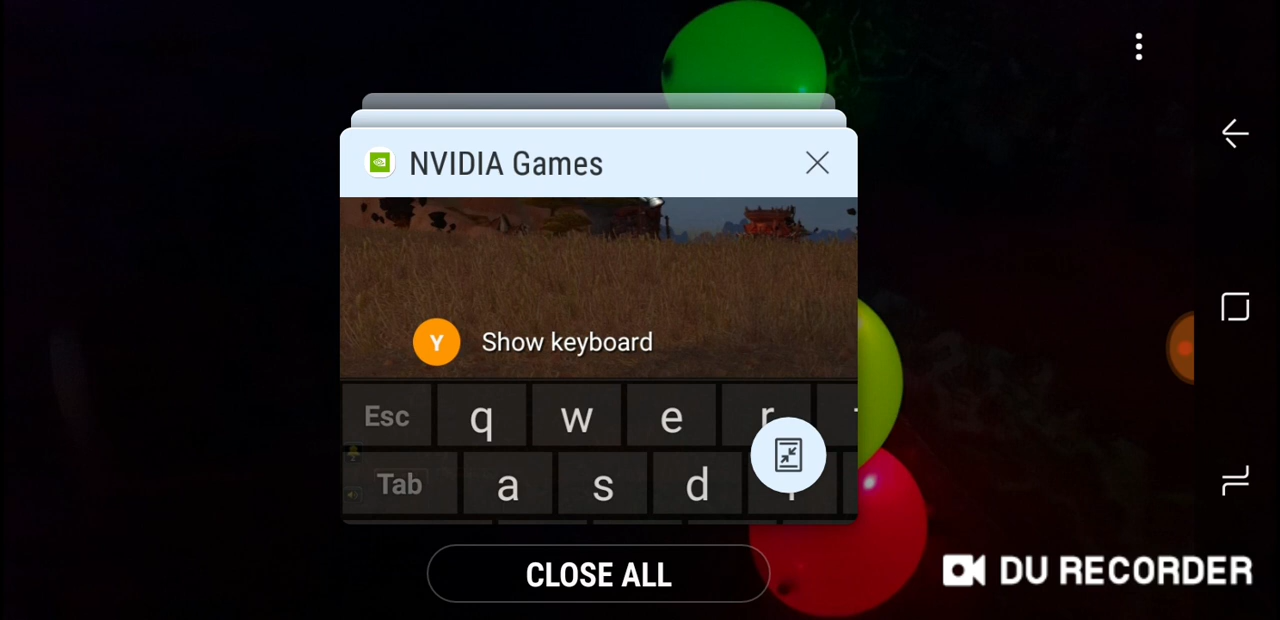 NVIDIA Games
Y Show keyboard
Esc q w e r
Tab a s d
CLOSE ALL
DU RECORDER